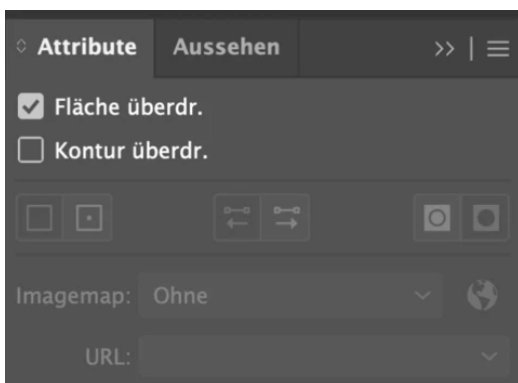 Attribute Aussehen
Fläche überdr.
Kontur überdr.
Imagemap: Ohne
URL: